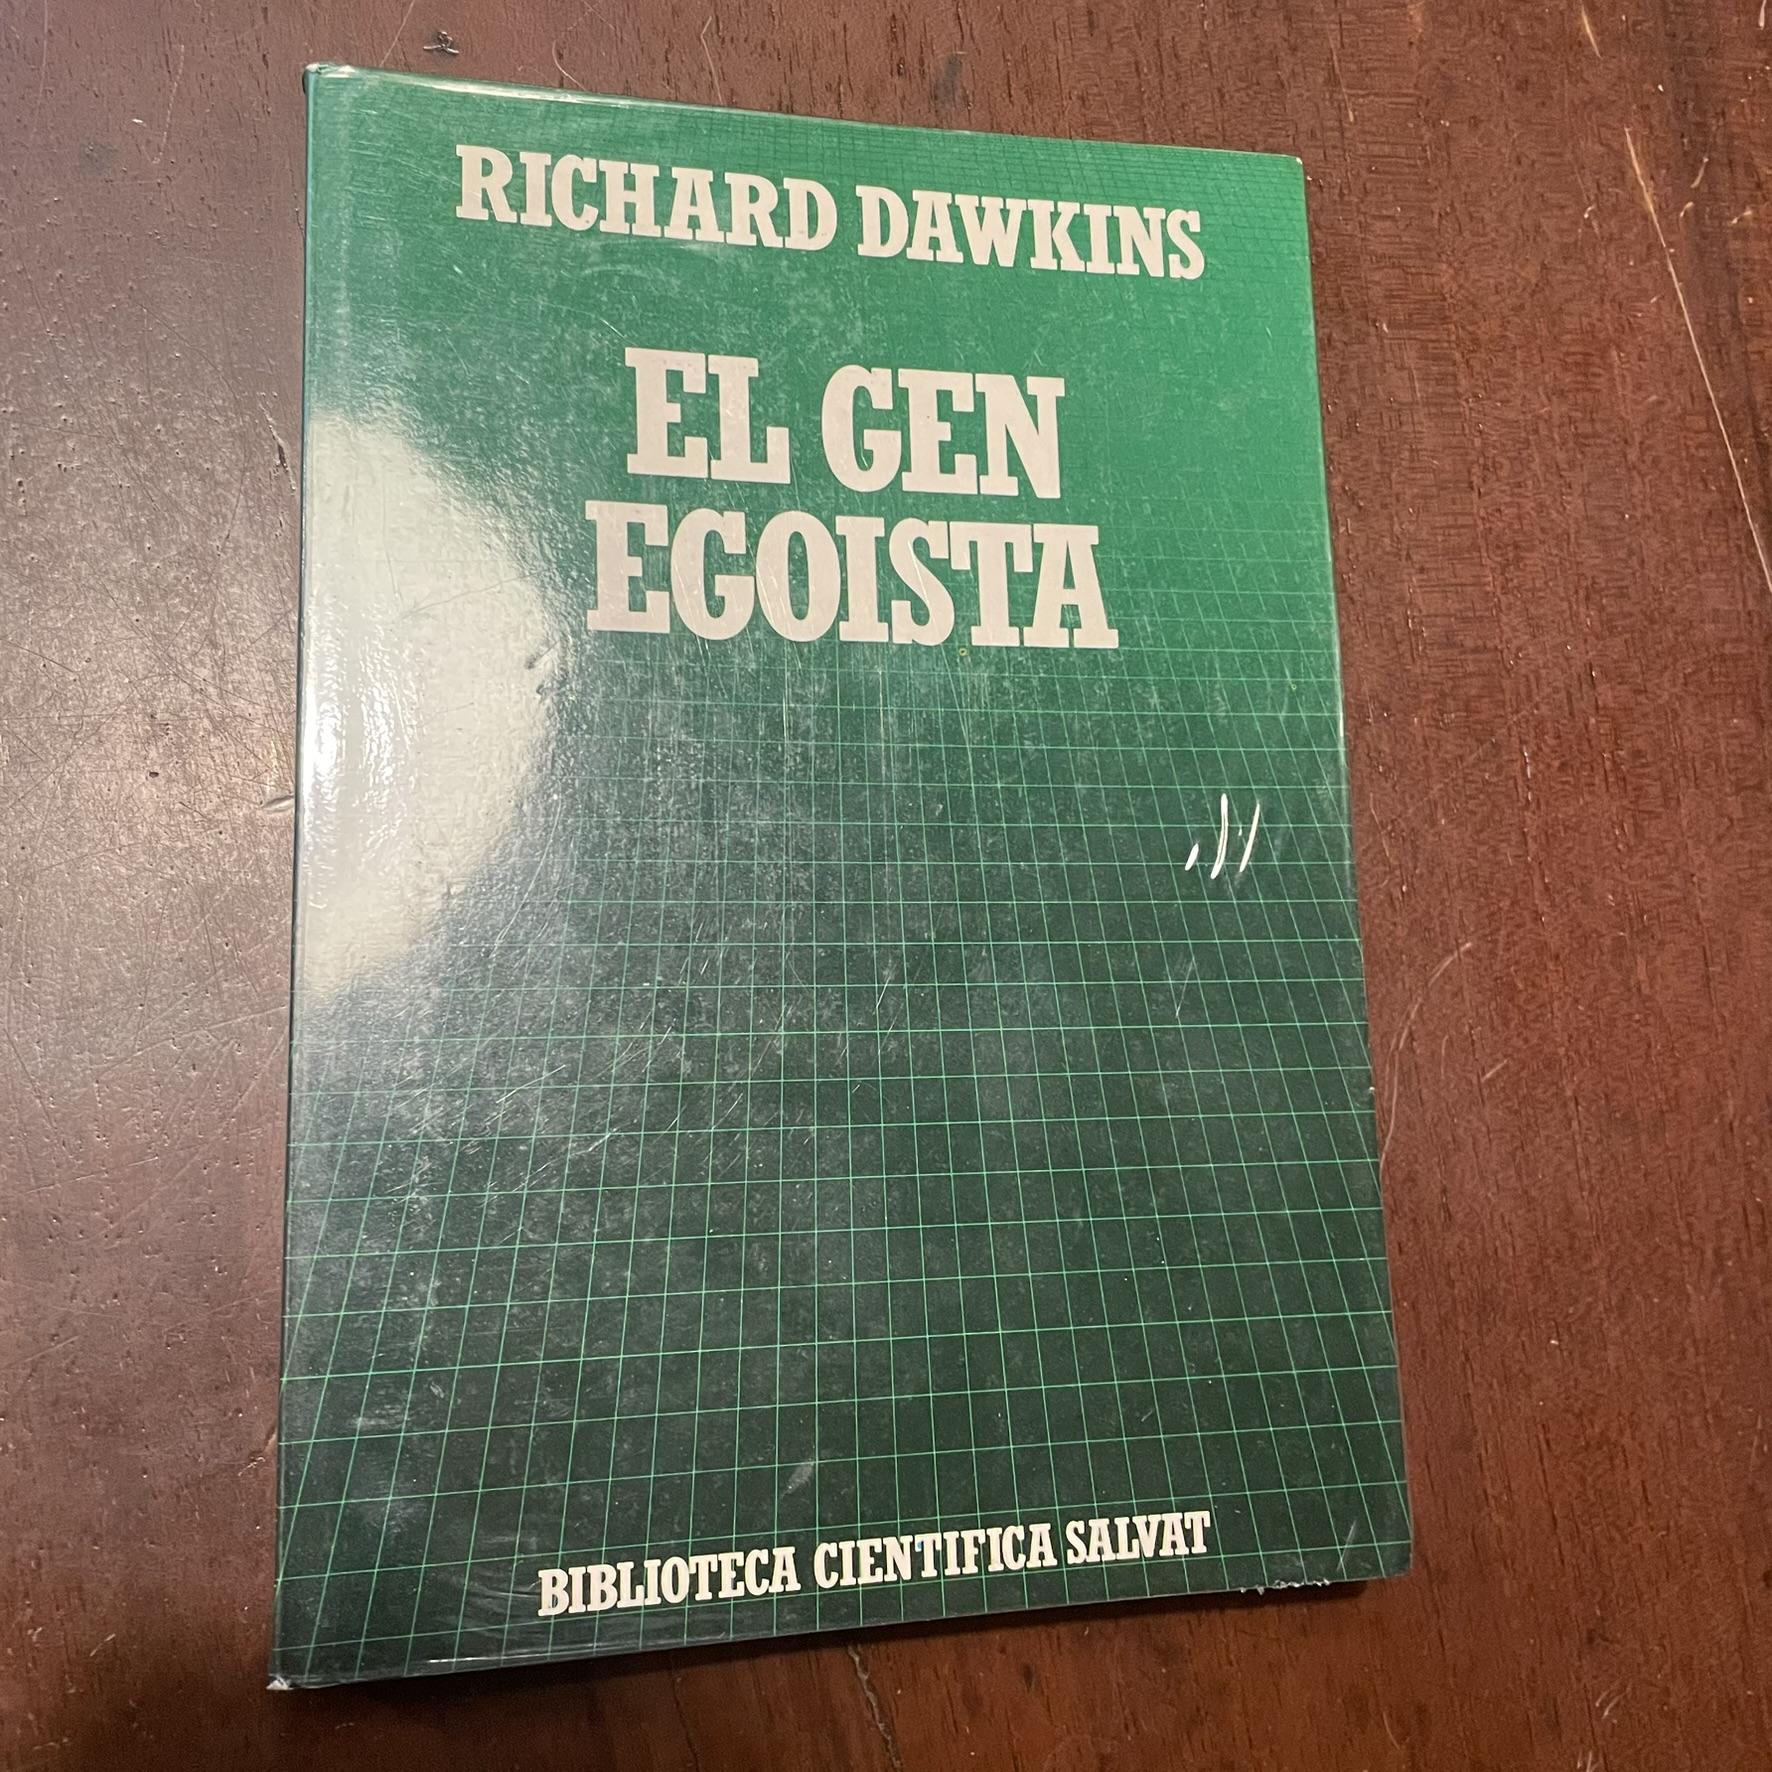 RICHARD DAWKINS
EL GEN
EGOISTA
BIBLIOTECA CIENTIFICA SALVAT